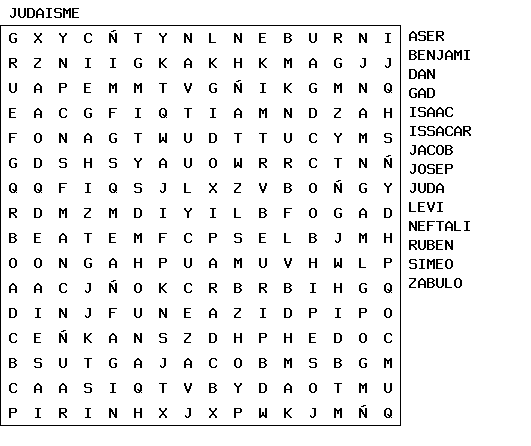 JUDAISME
G X Y C Ñ T Y N L N E B U R N I
R Z N I I G K A K H K M A G J J
U A P E M M T V G Ñ I K G M N Q
E A C G F I Q T I A M N D Z A H
F O N A G T W U D T T U C Y M S
G D S H S Y A U O W R R C T N Ñ
Q Q F I Q S J L X Z V B O Ñ G Y
R D M Z M D I Y I L B F O G A D
B E A T E M F C P S E L B J M H
O O N G A H P U A M U V H W L P
A A C J Ñ O K C R B R B I H G Q
D I N J F U N E A Z I D P I P O
C E Ñ K A N S Z D H P H E D O C
B S U T G A J A C O B M S B G M
C A A S I Q T V B Y D A O T M U
P I R I N H X J X P W K J M Ñ Q
ASER
BENJAMI
DAN
GAD
ISAAC
ISSACAR
JACOB
JOSEP
JUDA
LEVI
NEFTALI
RUBEN
SIMEO
ZABULO